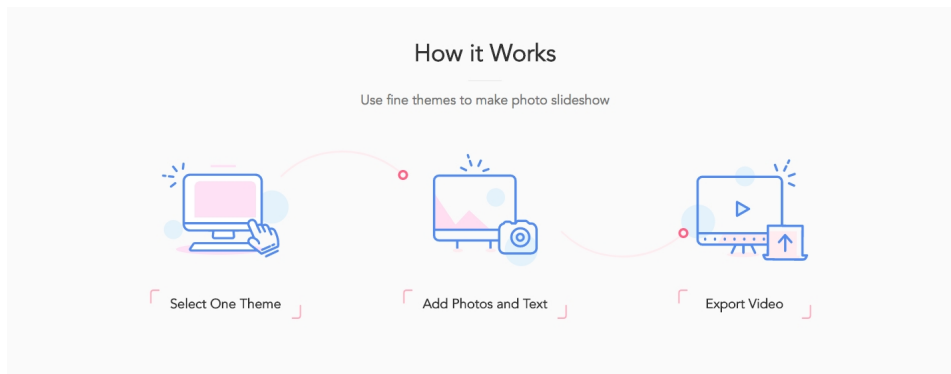 How it Works
Use fine themes to make photo slideshow
Select One Theme
Add Photos and Text
Export Video